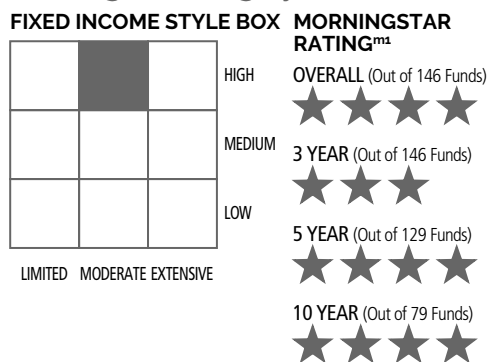 FIXED INCOME STYLE BOX
HIGH
MEDIUM
LOW
LIMITED MODERATE EXTENSIVE
MORNINGSTAR
RATINGᵐ¹
OVERALL (Out of 146 Funds)
3 YEAR (Out of 146 Funds)
5 YEAR (Out of 129 Funds)
10 YEAR (Out of 79 Funds)